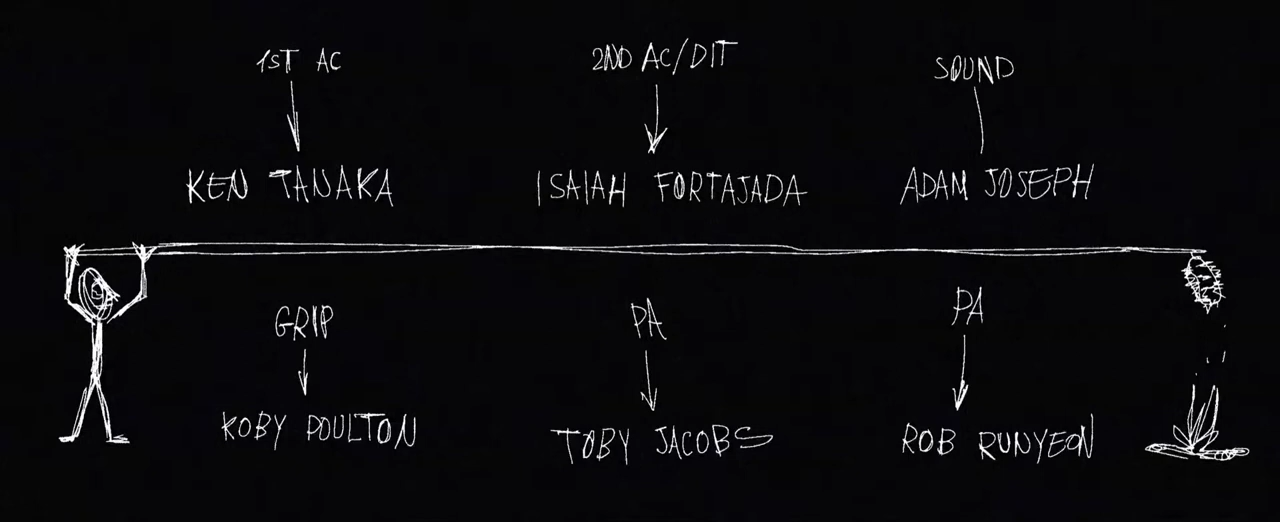 1ST AC
KEN TANAKA
2ND AC/DIT
ISAIAH FORTAJADA
SOUND
ADAM JOSEPH
GRIP
KOBY POULTON
PA
TOBY JACOBS
PA
ROB RUNYEON